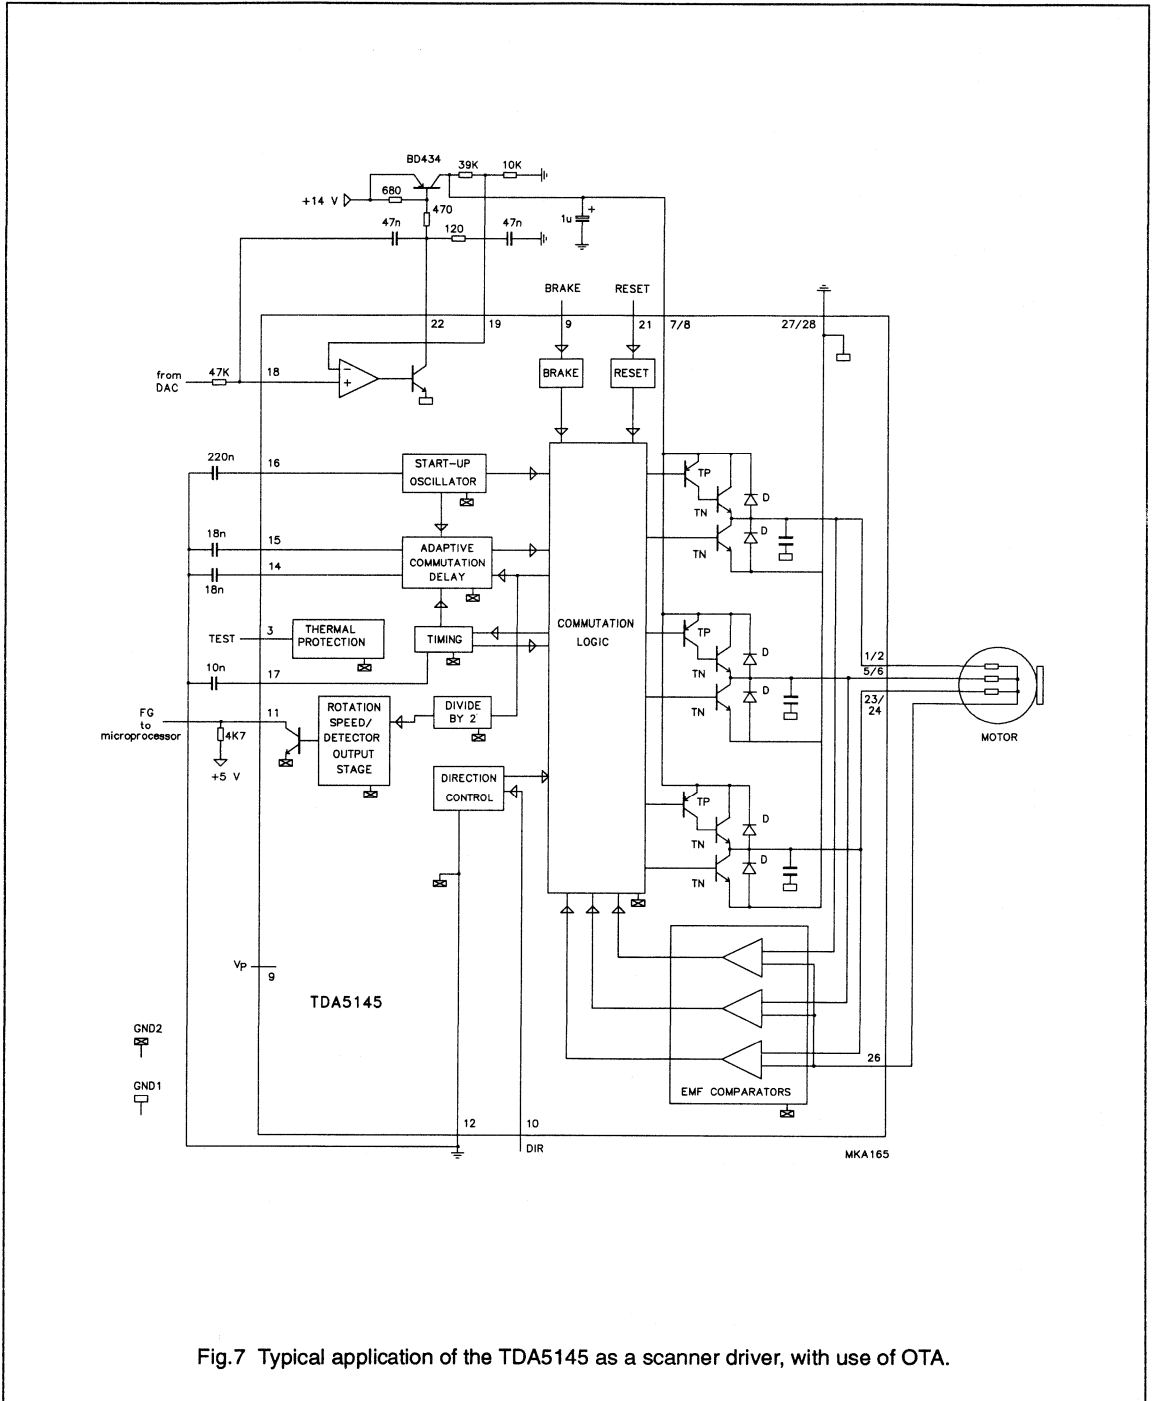 BD434
39K
10K
+14 V
680
470
47n
120
47n
1u
+
BRAKE
RESET
22
19
9
21
7/8
27/28
from
DAC
47K
18
−
+
BRAKE
RESET
220n
16
START-UP
OSCILLATOR
TP
TN
D
TN
D
18n
15
14
18n
ADAPTIVE
COMMUTATION
DELAY
TEST
3
THERMAL
PROTECTION
TIMING
COMMUTATION
LOGIC
TP
TN
D
TN
D
10n
17
1/2
5/6
23/
24
MOTOR
FG
to
microprocessor
11
4K7
+5 V
ROTATION
SPEED/
DETECTOR
OUTPUT
STAGE
DIVIDE
BY 2
DIRECTION
CONTROL
TP
TN
D
TN
D
VP
9
TDA5145
GND2
GND1
26
EMF COMPARATORS
12
10
DIR
MKA165
Fig.7 Typical application of the TDA5145 as a scanner driver, with use of OTA.